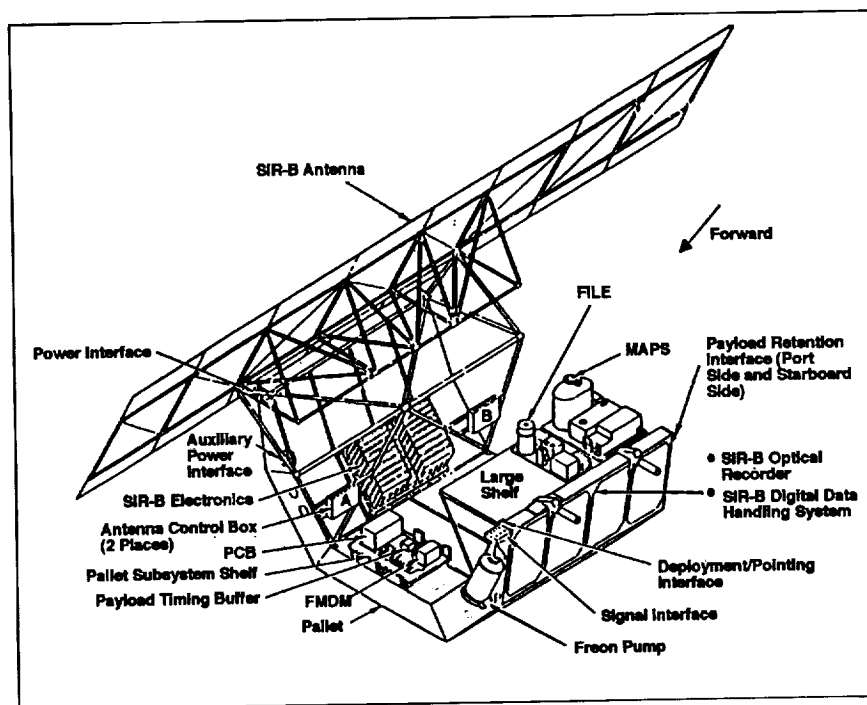 SIR-B Antenna
Forward
FILE
MAPS
Payload Retention
Interface (Port
Side and Starboard
Side)
Power Interface
B
Auxiliary
Power
Interface
Large
Shelf
• SIR-B Optical
Recorder
• SIR-B Digital Data
Handling System
SIR-B Electronics
A
Antenna Control Box
(2 Places)
PCB
Pallet Subsystem Shelf
Payload Timing Buffer
FMDM
Pallet
Deployment/Pointing
Interface
Signal Interface
Freon Pump